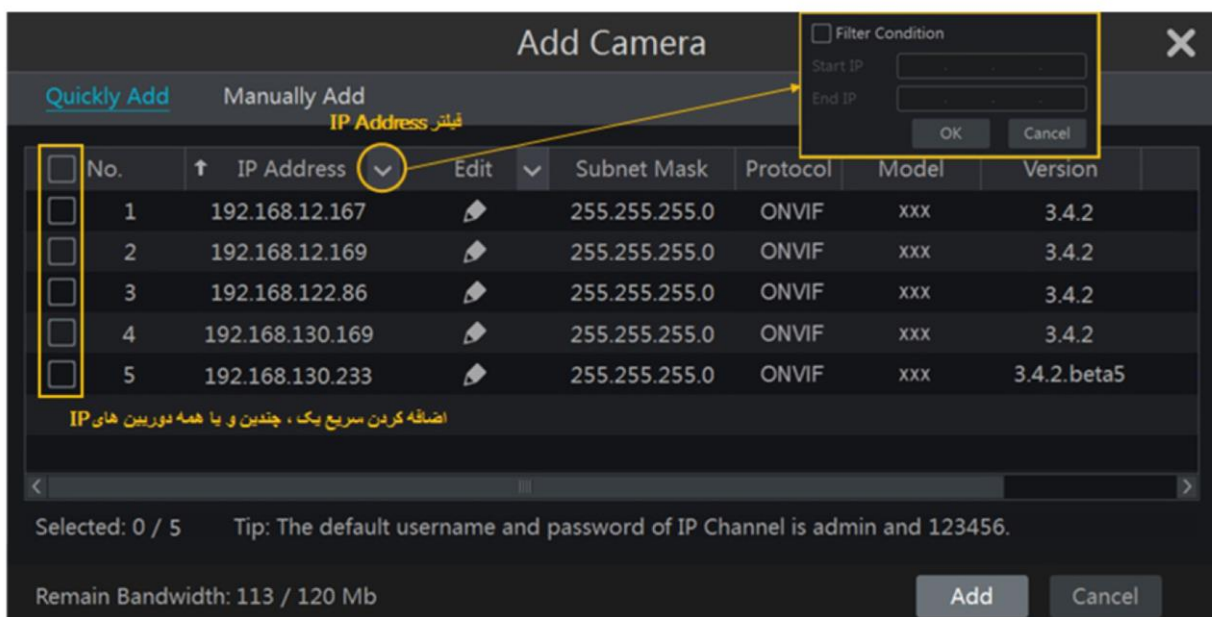 Add Camera
Filter Condition
Start IP
End IP
OK Cancel
Quickly Add Manually Add
فیلتر IP Address
No. ↑ IP Address Edit Subnet Mask Protocol Model Version
1 192.168.12.167 255.255.255.0 ONVIF xxx 3.4.2
2 192.168.12.169 255.255.255.0 ONVIF xxx 3.4.2
3 192.168.122.86 255.255.255.0 ONVIF xxx 3.4.2
4 192.168.130.169 255.255.255.0 ONVIF xxx 3.4.2
5 192.168.130.233 255.255.255.0 ONVIF xxx 3.4.2.beta5
اضافه کردن سریع یک ، چندین و یا همه دوربین های IP
Selected: 0 / 5 Tip: The default username and password of IP Channel is admin and 123456.
Remain Bandwidth: 113 / 120 Mb Add Cancel